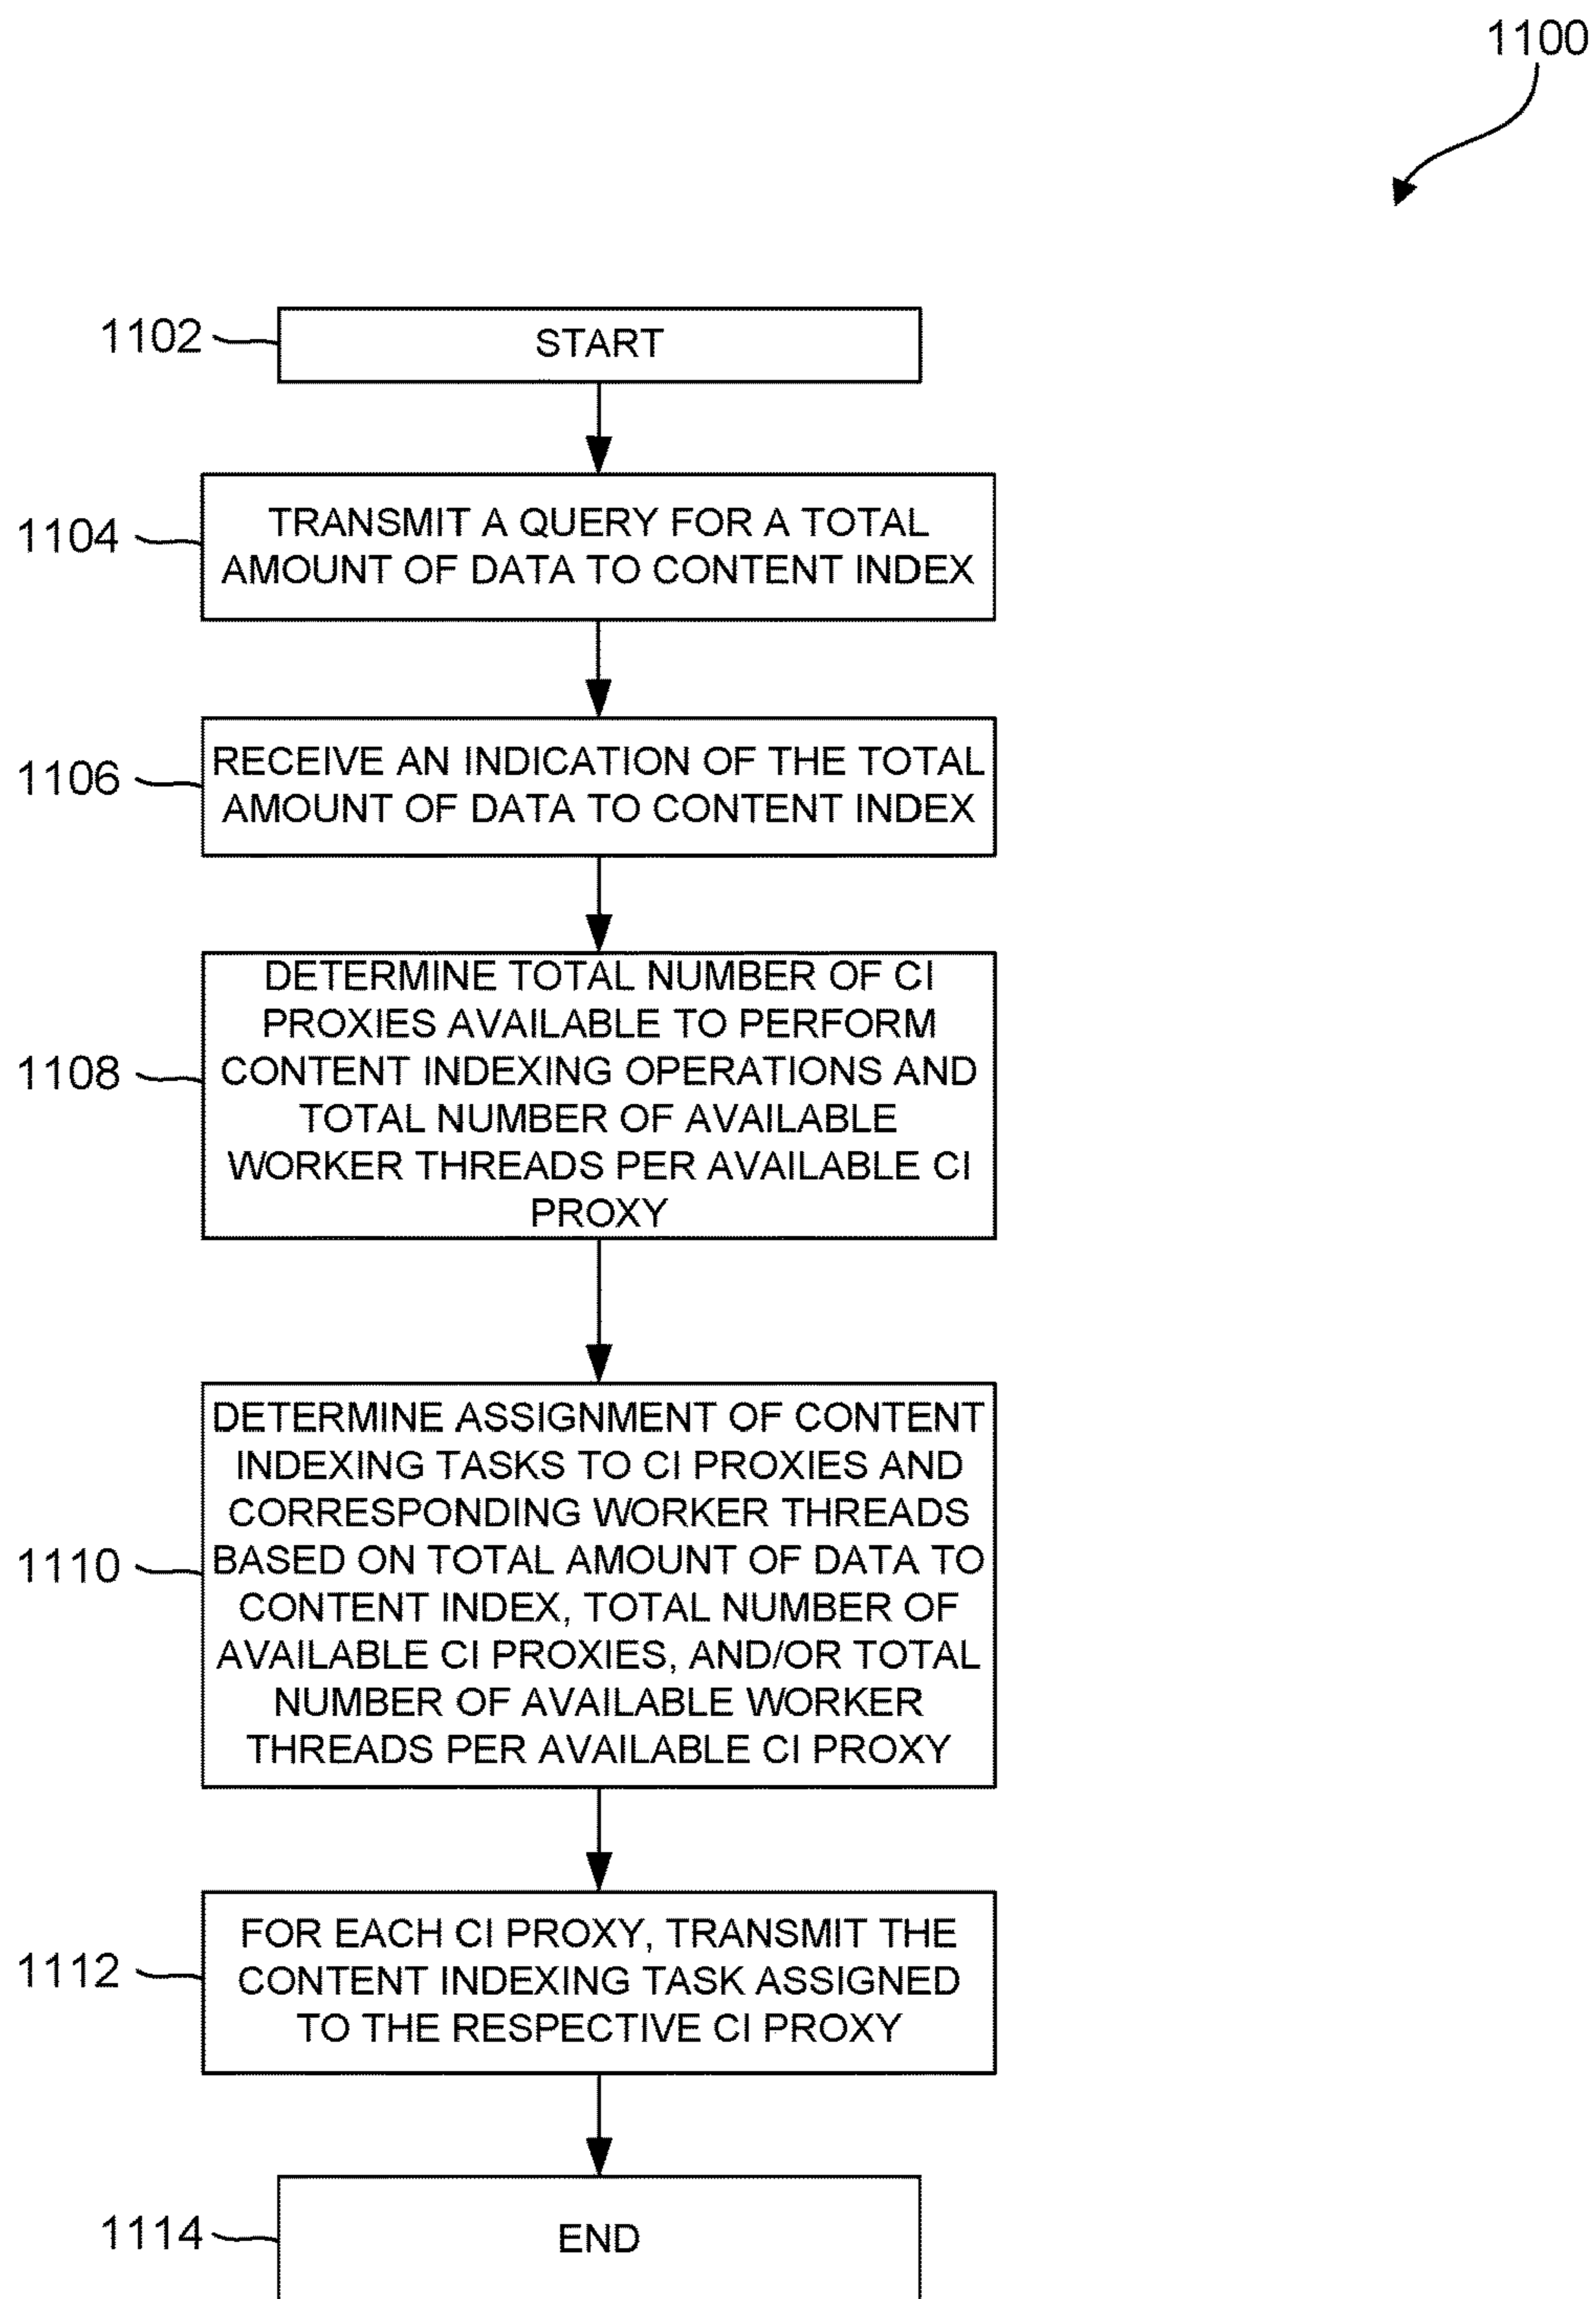 1100
1102
START
1104
TRANSMIT A QUERY FOR A TOTAL
AMOUNT OF DATA TO CONTENT INDEX
1106
RECEIVE AN INDICATION OF THE TOTAL
AMOUNT OF DATA TO CONTENT INDEX
1108
DETERMINE TOTAL NUMBER OF CI
PROXIES AVAILABLE TO PERFORM
CONTENT INDEXING OPERATIONS AND
TOTAL NUMBER OF AVAILABLE
WORKER THREADS PER AVAILABLE CI
PROXY
1110
DETERMINE ASSIGNMENT OF CONTENT
INDEXING TASKS TO CI PROXIES AND
CORRESPONDING WORKER THREADS
BASED ON TOTAL AMOUNT OF DATA TO
CONTENT INDEX, TOTAL NUMBER OF
AVAILABLE CI PROXIES, AND/OR TOTAL
NUMBER OF AVAILABLE WORKER
THREADS PER AVAILABLE CI PROXY
1112
FOR EACH CI PROXY, TRANSMIT THE
CONTENT INDEXING TASK ASSIGNED
TO THE RESPECTIVE CI PROXY
1114
END